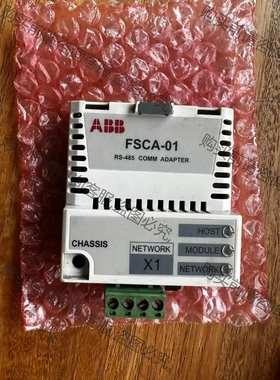 ABB
FSCA-01
RS-485 COMM ADAPTER
HOST
CHASSIS
NETWORK
MODULE
X1
NETWORK